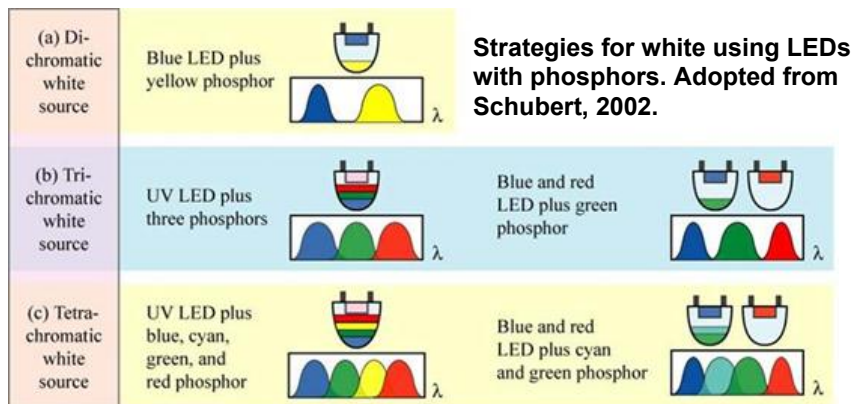 (a) Di-
chromatic
white
source
Blue LED plus
yellow phosphor
λ
Strategies for white using LEDs
with phosphors. Adopted from
Schubert, 2002.
(b) Tri-
chromatic
white
source
UV LED plus
three phosphors
λ
Blue and red
LED plus green
phosphor
λ
(c) Tetra-
chromatic
white
source
UV LED plus
blue, cyan,
green, and
red phosphor
λ
Blue and red
LED plus cyan
and green phosphor
λ